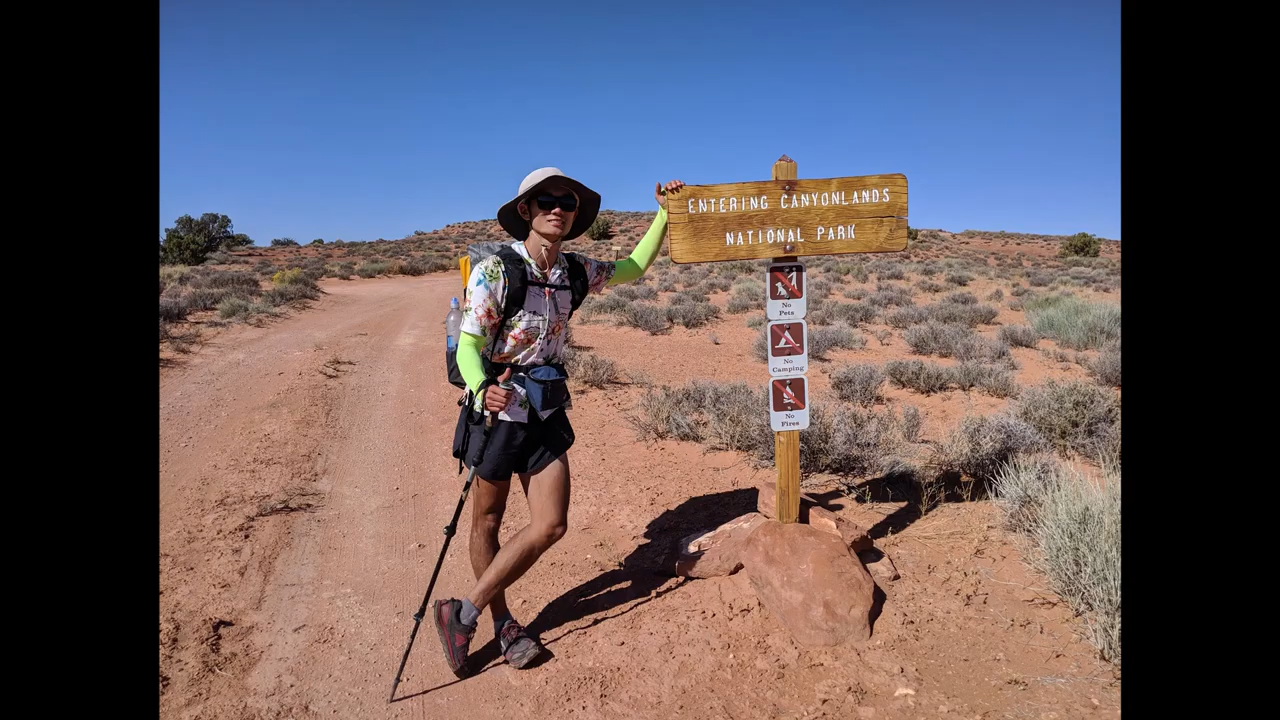 ENTERING CANYONLANDS
NATIONAL PARK
No
Pets
No
Camping
No
Fires